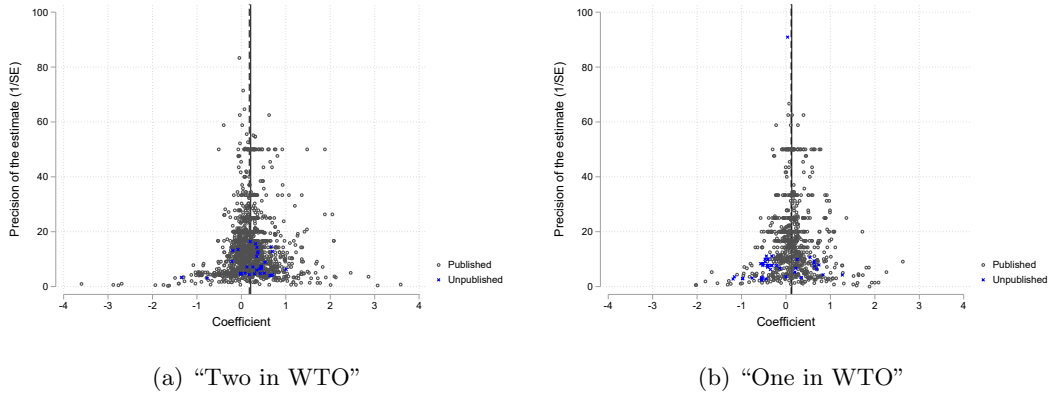 100
80
60
40
20
0
Precision of the estimate (1/SE)
-4 -3 -2 -1 0 1 2 3 4
Coefficient
Published
Unpublished
(a) “Two in WTO”
100
80
60
40
20
0
Precision of the estimate (1/SE)
-4 -3 -2 -1 0 1 2 3 4
Coefficient
Published
Unpublished
(b) “One in WTO”